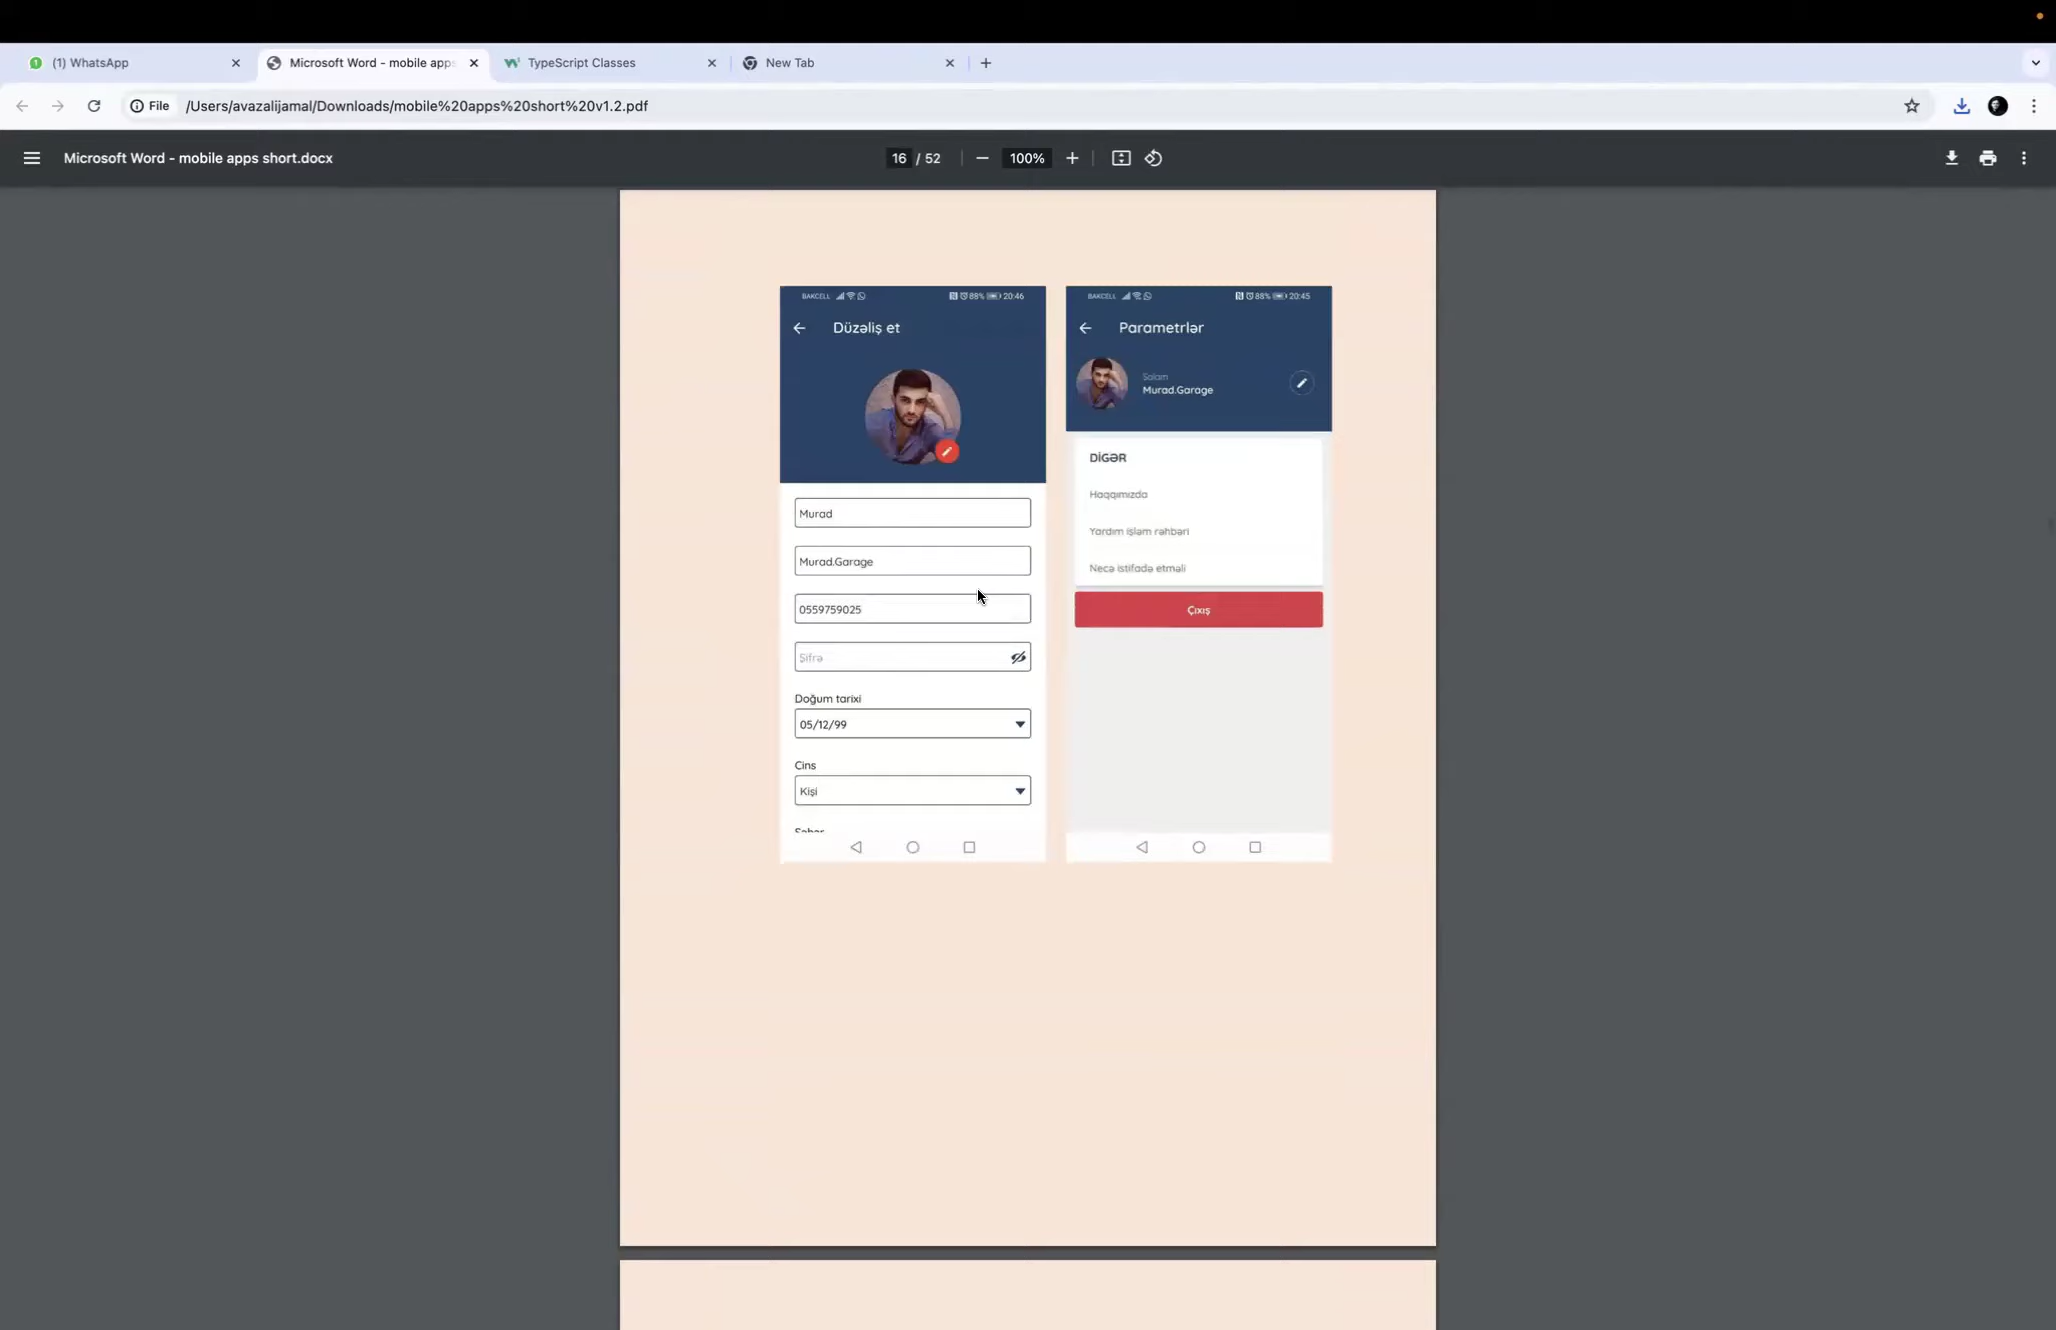 (1) WhatsApp
Microsoft Word - mobile apps
TypeScript Classes
New Tab
File /Users/avazalijamal/Downloads/mobile%20apps%20short%20v1.2.pdf
Microsoft Word - mobile apps short.docx
16 / 52
100%
BAKCELL 88% 20:46
Düzəliş et
Murad
Murad.Garage
0559759025
Şifrə
Doğum tarixi
05/12/99
Cins
Kişi
BAKCELL 88% 20:45
Parametrlər
Salam
Murad.Garage
DİGƏR
Haqqımızda
Yardım işləm rəhbəri
Necə istifadə etməli
Çıxış